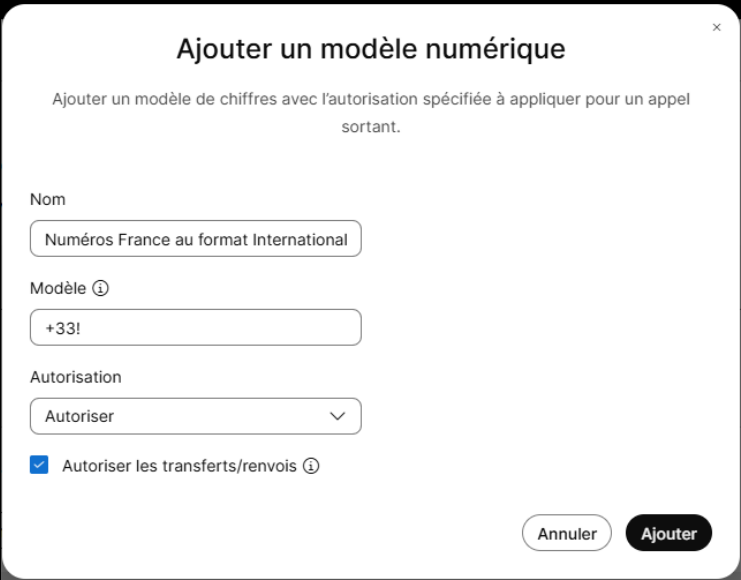 Ajouter un modèle numérique
Ajouter un modèle de chiffres avec l'autorisation spécifiée à appliquer pour un appel
sortant.
Nom
Numéros France au format International
Modèle
+33!
Autorisation
Autoriser
Autoriser les transferts/renvois
Annuler
Ajouter